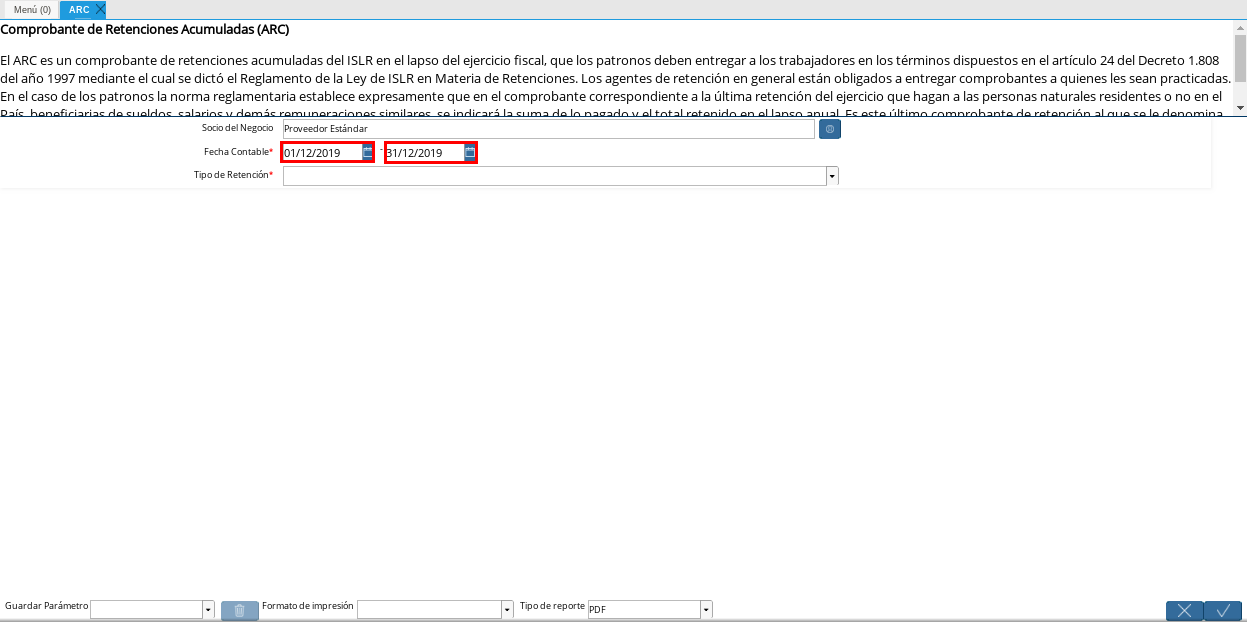 Menú (0) ARC
Comprobante de Retenciones Acumuladas (ARC)
El ARC es un comprobante de retenciones acumuladas del ISLR en el lapso del ejercicio fiscal, que los patronos deben entregar a los trabajadores en los términos dispuestos en el artículo 24 del Decreto 1.808
del año 1997 mediante el cual se dictó el Reglamento de la Ley de ISLR en Materia de Retenciones. Los agentes de retención en general están obligados a entregar comprobantes a quienes les sean practicadas.
En el caso de los patronos la norma reglamentaria establece expresamente que en el comprobante correspondiente a la última retención del ejercicio que hagan a las personas naturales residentes o no en el
País, beneficiarias de sueldos, salarios y demás remuneraciones similares, se indicará la suma de lo pagado y el total retenido en el lapso anual. Es este último comprobante de retención al que se le denomina
Socio del Negocio Proveedor Estándar
Fecha Contable* 01/12/2019 - 31/12/2019
Tipo de Retención*
Guardar Parámetro Formato de impresión Tipo de reporte PDF